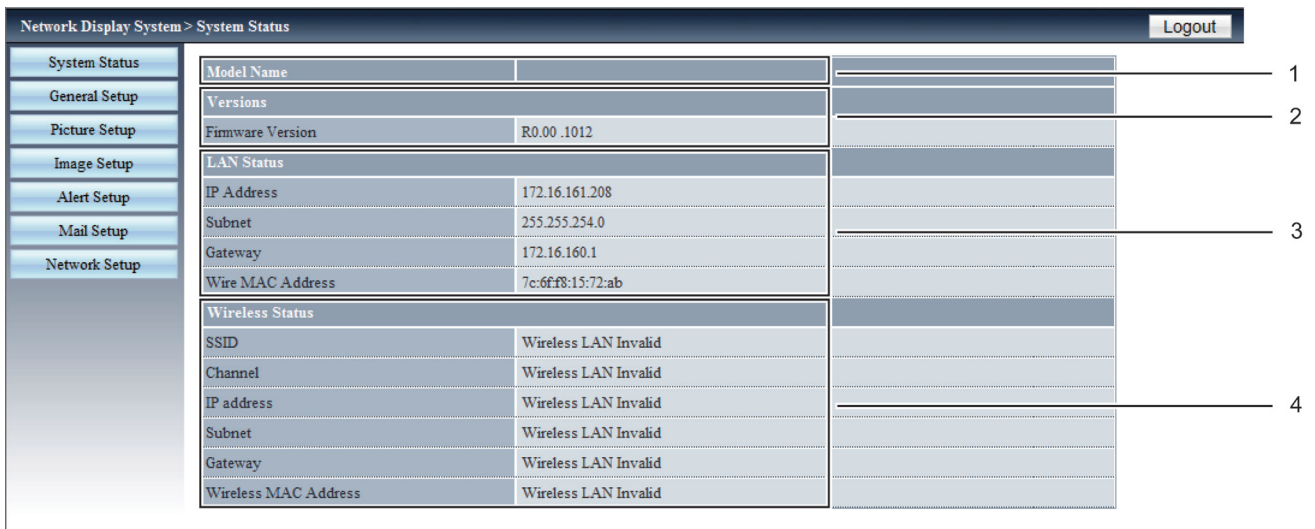 Network Display System > System Status
Logout
System Status
General Setup
Picture Setup
Image Setup
Alert Setup
Mail Setup
Network Setup
Model Name
1
Versions
2
Firmware Version R0.00 .1012
LAN Status
IP Address 172.16.161.208
Subnet 255.255.254.0
3
Gateway 172.16.160.1
Wire MAC Address 7c:6f:f8:15:72:ab
Wireless Status
SSID Wireless LAN Invalid
Channel Wireless LAN Invalid
IP address Wireless LAN Invalid
4
Subnet Wireless LAN Invalid
Gateway Wireless LAN Invalid
Wireless MAC Address Wireless LAN Invalid